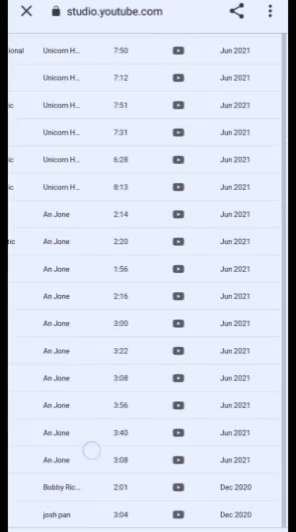 studio.youtube.com
ional Unicorn H... 7:50 Jun 2021
Unicorn H... 7:12 Jun 2021
ic Unicorn H... 7:51 Jun 2021
Unicorn H... 7:31 Jun 2021
ic Unicorn H... 6:28 Jun 2021
ic Unicorn H... 8:13 Jun 2021
An Jone 2:14 Jun 2021
tic An Jone 2:20 Jun 2021
An Jone 1:56 Jun 2021
An Jone 2:16 Jun 2021
An Jone 3:00 Jun 2021
An Jone 3:22 Jun 2021
An Jone 3:08 Jun 2021
An Jone 3:56 Jun 2021
An Jone 3:40 Jun 2021
An Jone 3:08 Jun 2021
Bobby Ric... 2:01 Dec 2020
josh pan 3:04 Dec 2020